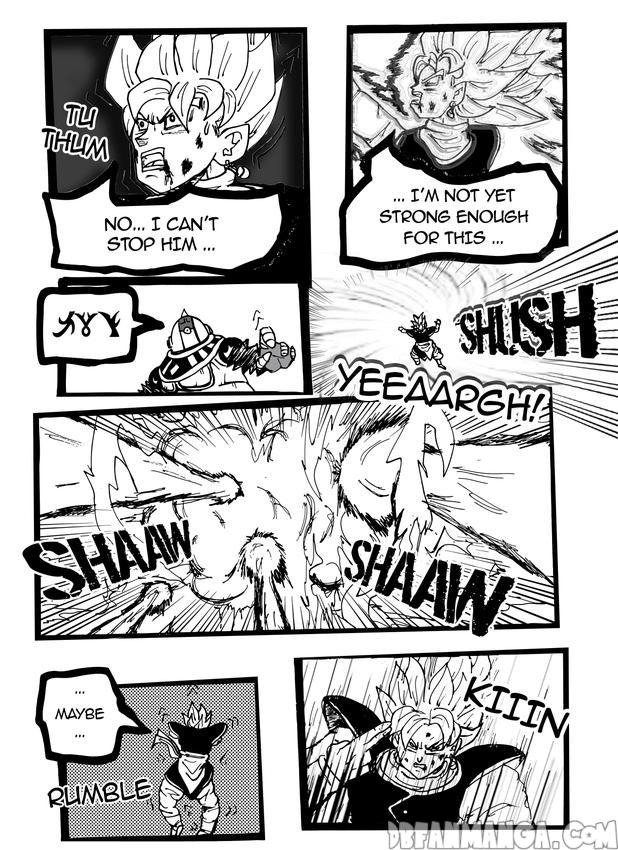 TU
THUM
NO... I CAN'T
STOP HIM ...
... I'M NOT YET
STRONG ENOUGH
FOR THIS ...
SHUSH
YEEAARGH!
SHAAW
SHAAW
...
MAYBE
...
RUMBLE
KIIIN
DBFANMANGA.COM